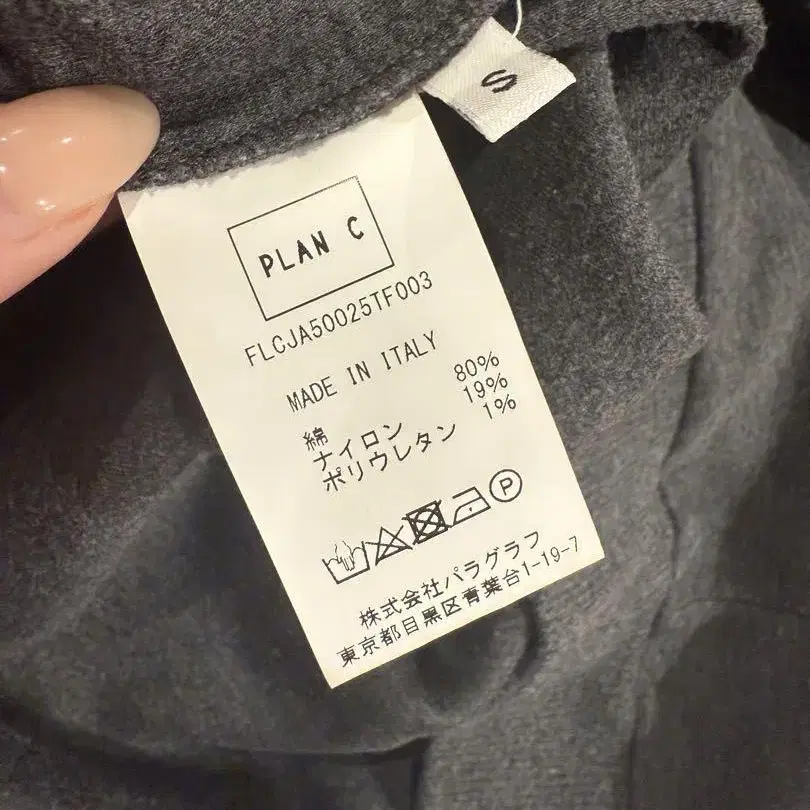 S
PLAN C
FLCJA50025TF003
MADE IN ITALY
綿 80%
ナイロン 19%
ポリウレタン 1%
P
株式会社パラグラフ
東京都目黒区青葉台1-19-7